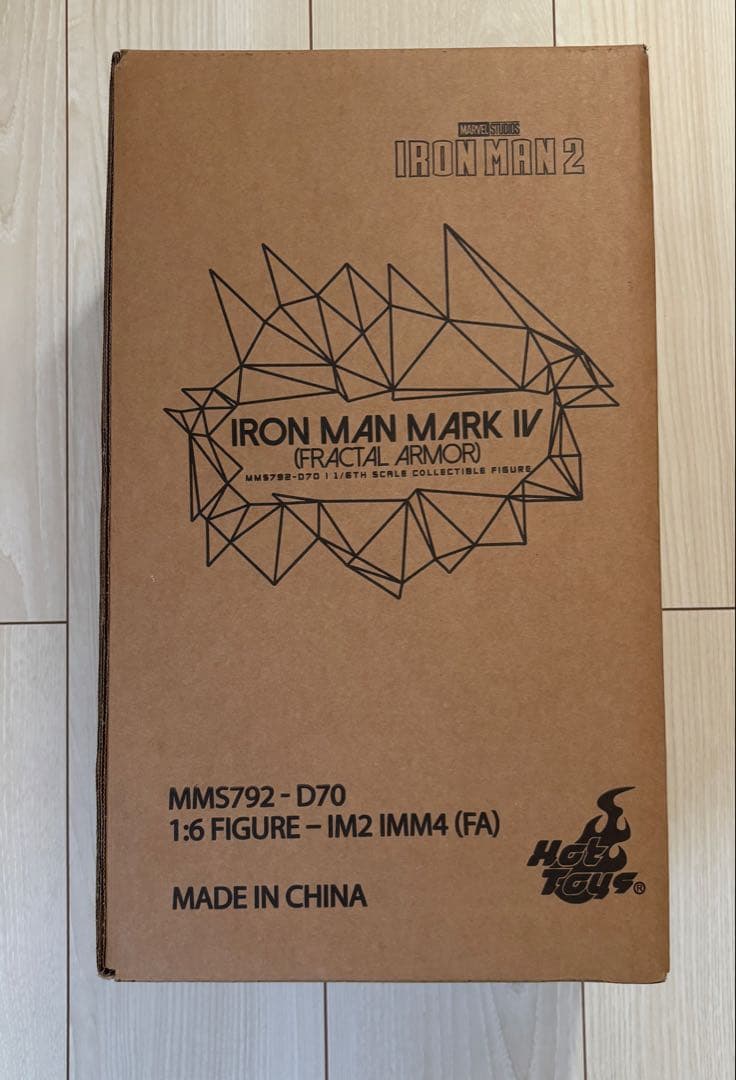 MARVEL STUDIOS
IRON MAN 2
IRON MAN MARK IV
(FRACTAL ARMOR)
MMS792-D70 | 1/6TH SCALE COLLECTIBLE FIGURE
MMS792 - D70
1:6 FIGURE – IM2 IMM4 (FA)
MADE IN CHINA
Hot
Toys®